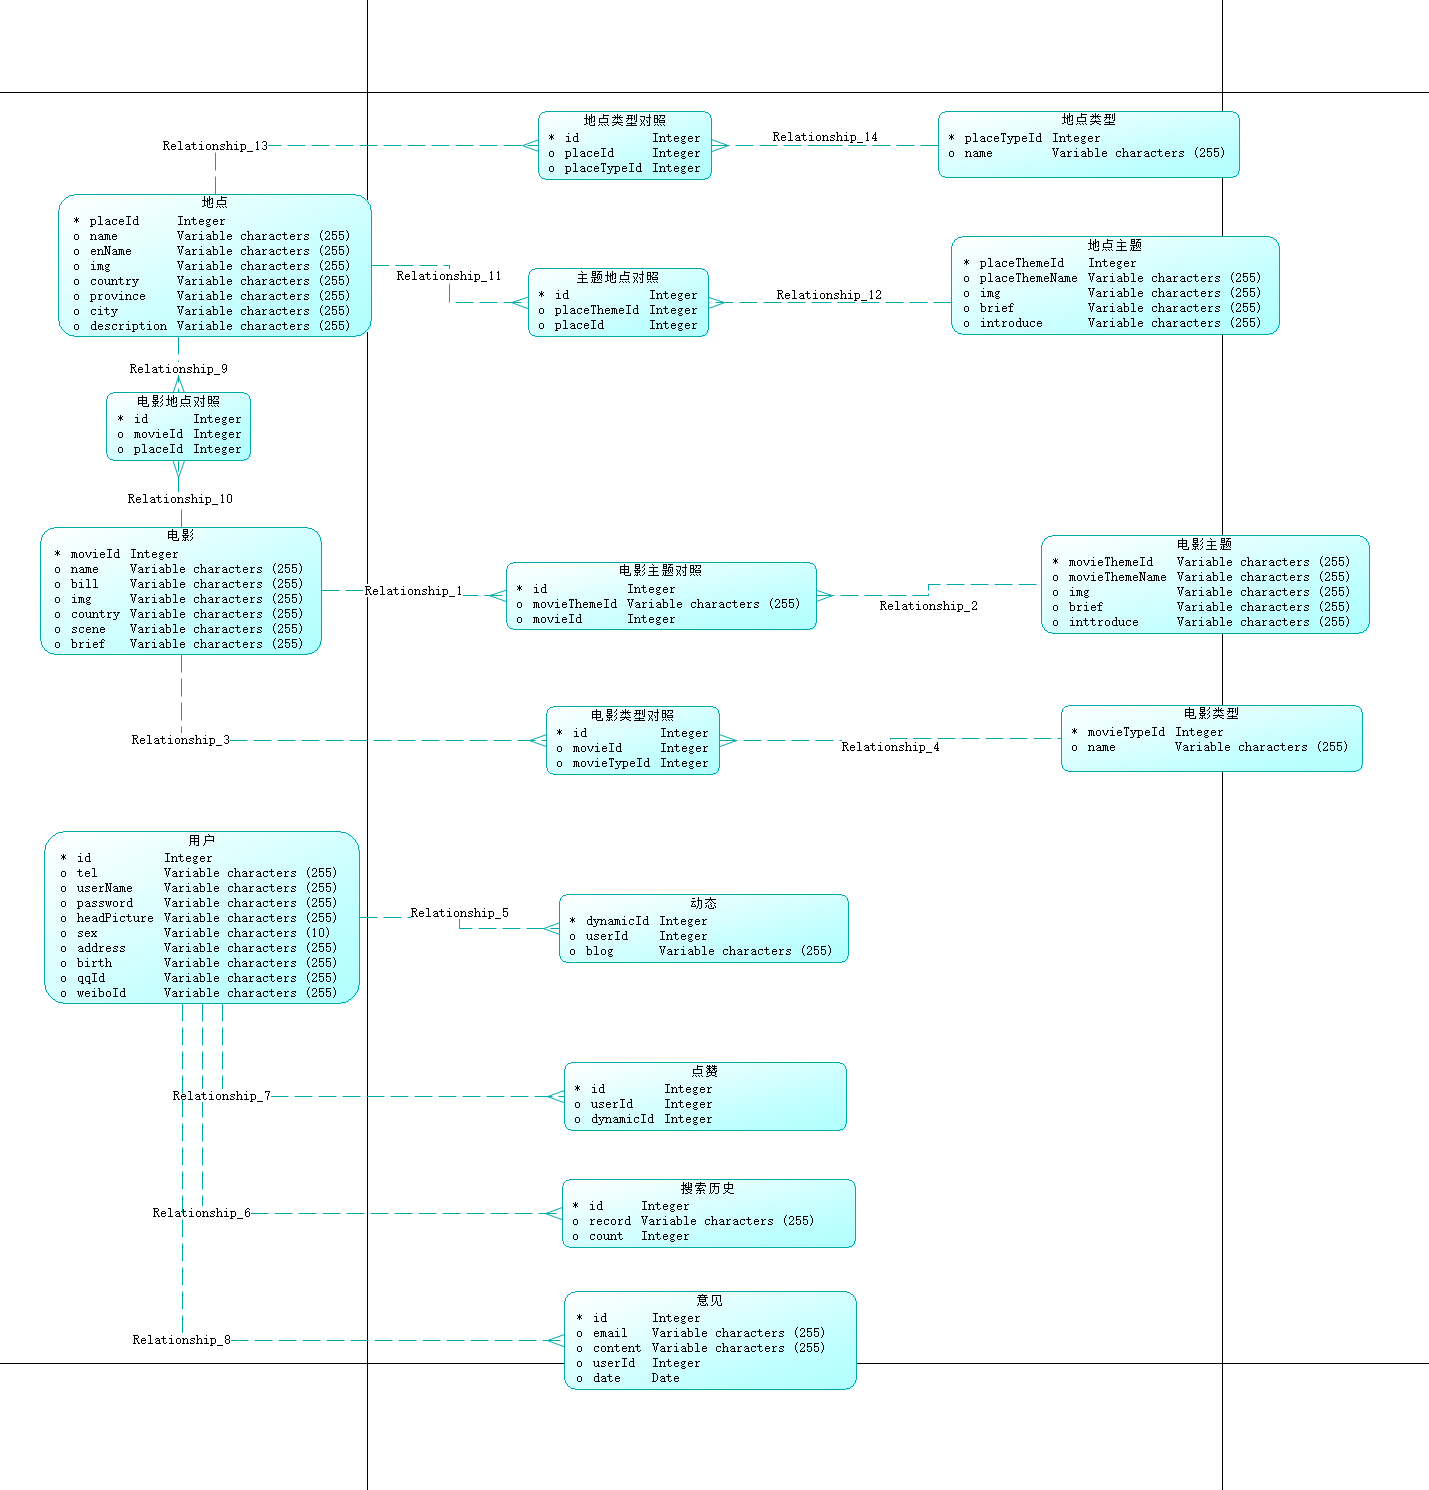 地点类型对照
* id Integer
o placeId Integer
o placeTypeId Integer
Relationship_14
地点类型
* placeTypeId Integer
o name Variable characters (255)
Relationship_13
地点
* placeId Integer
o name Variable characters (255)
o enName Variable characters (255)
o img Variable characters (255)
o country Variable characters (255)
o province Variable characters (255)
o city Variable characters (255)
o description Variable characters (255)
Relationship_11
主题地点对照
* id Integer
o placeThemeId Integer
o placeId Integer
Relationship_12
地点主题
* placeThemeId Integer
o placeThemeName Variable characters (255)
o img Variable characters (255)
o brief Variable characters (255)
o introduce Variable characters (255)
Relationship_9
电影地点对照
* id Integer
o movieId Integer
o placeId Integer
Relationship_10
电影
* movieId Integer
o name Variable characters (255)
o bill Variable characters (255)
o img Variable characters (255)
o country Variable characters (255)
o scene Variable characters (255)
o brief Variable characters (255)
Relationship_1
电影主题对照
* id Integer
o movieThemeId Variable characters (255)
o movieId Integer
Relationship_2
电影主题
* movieThemeId Variable characters (255)
o movieThemeName Variable characters (255)
o img Variable characters (255)
o brief Variable characters (255)
o inttroduce Variable characters (255)
Relationship_3
电影类型对照
* id Integer
o movieId Integer
o movieTypeId Integer
Relationship_4
电影类型
* movieTypeId Integer
o name Variable characters (255)
用户
* id Integer
o tel Variable characters (255)
o userName Variable characters (255)
o password Variable characters (255)
o headPicture Variable characters (255)
o sex Variable characters (10)
o address Variable characters (255)
o birth Variable characters (255)
o qqId Variable characters (255)
o weiboId Variable characters (255)
Relationship_5
动态
* dynamicId Integer
o userId Integer
o blog Variable characters (255)
Relationship_7
点赞
* id Integer
o userId Integer
o dynamicId Integer
Relationship_6
搜索历史
* id Integer
o record Variable characters (255)
o count Integer
Relationship_8
意见
* id Integer
o email Variable characters (255)
o content Variable characters (255)
o userId Integer
o date Date